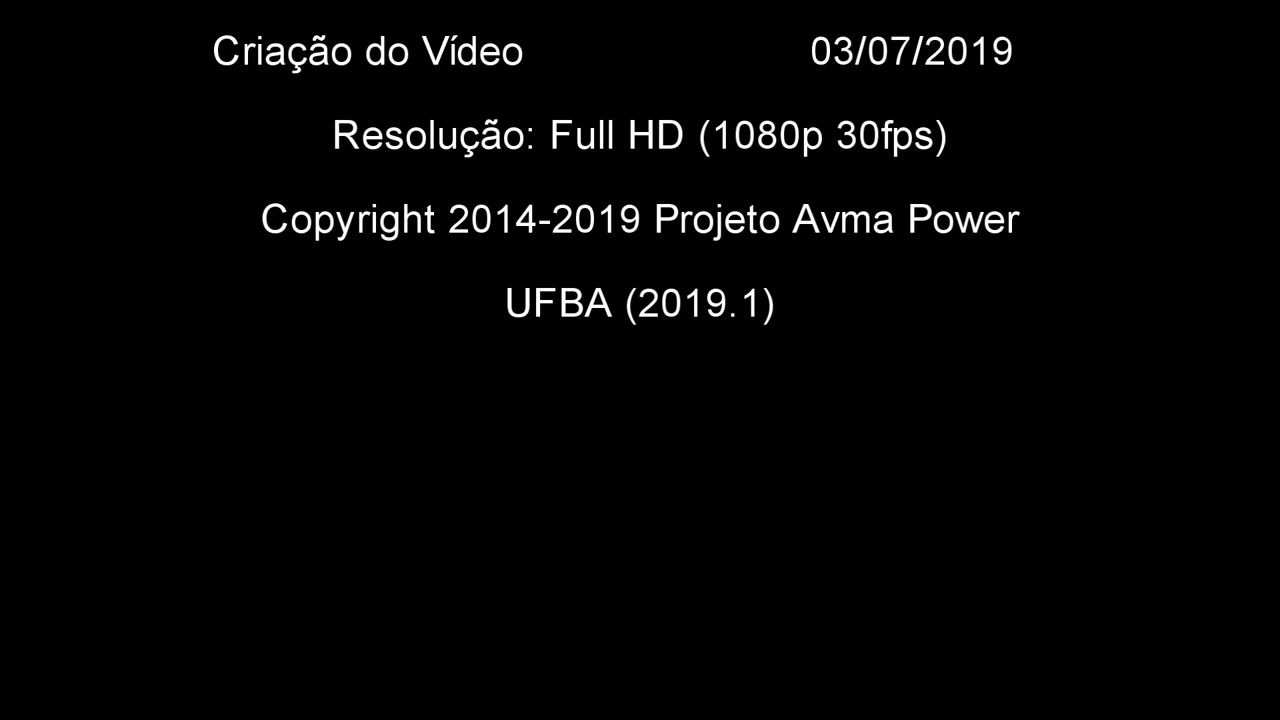 Criação do Vídeo 03/07/2019
Resolução: Full HD (1080p 30fps)
Copyright 2014-2019 Projeto Avma Power
UFBA (2019.1)